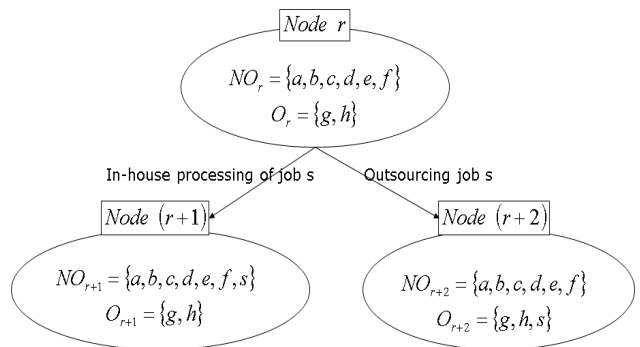 Node r
NO_r = {a,b,c,d,e,f}
O_r = {g,h}
In-house processing of job s
Outsourcing job s
Node (r+1)
Node (r+2)
NO_{r+1} = {a,b,c,d,e,f,s}
O_{r+1} = {g,h}
NO_{r+2} = {a,b,c,d,e,f}
O_{r+2} = {g,h,s}